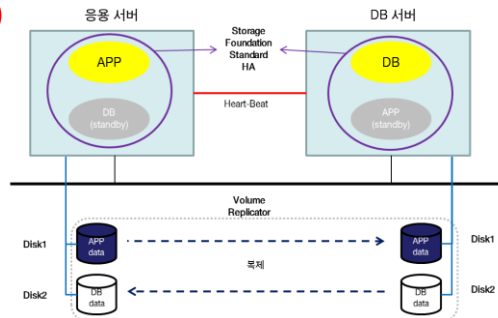 응용 서버
DB 서버
Storage
Foundation
Standard
HA
APP
DB
(standby)
Heart-Beat
DB
APP
(standby)
Volume
Replicator
Disk1
APP
data
APP
data
Disk1
복제
Disk2
DB
data
DB
data
Disk2